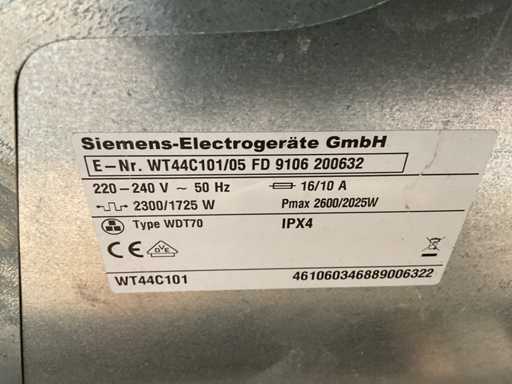 Siemens-Electrogeräte GmbH
E-Nr. WT44C101/05 FD 9106 200632
220-240 V ~ 50 Hz 16/10 A
2300/1725 W Pmax 2600/2025W
Type WDT70 IPX4
CE DVE
WT44C101 461060346889006322